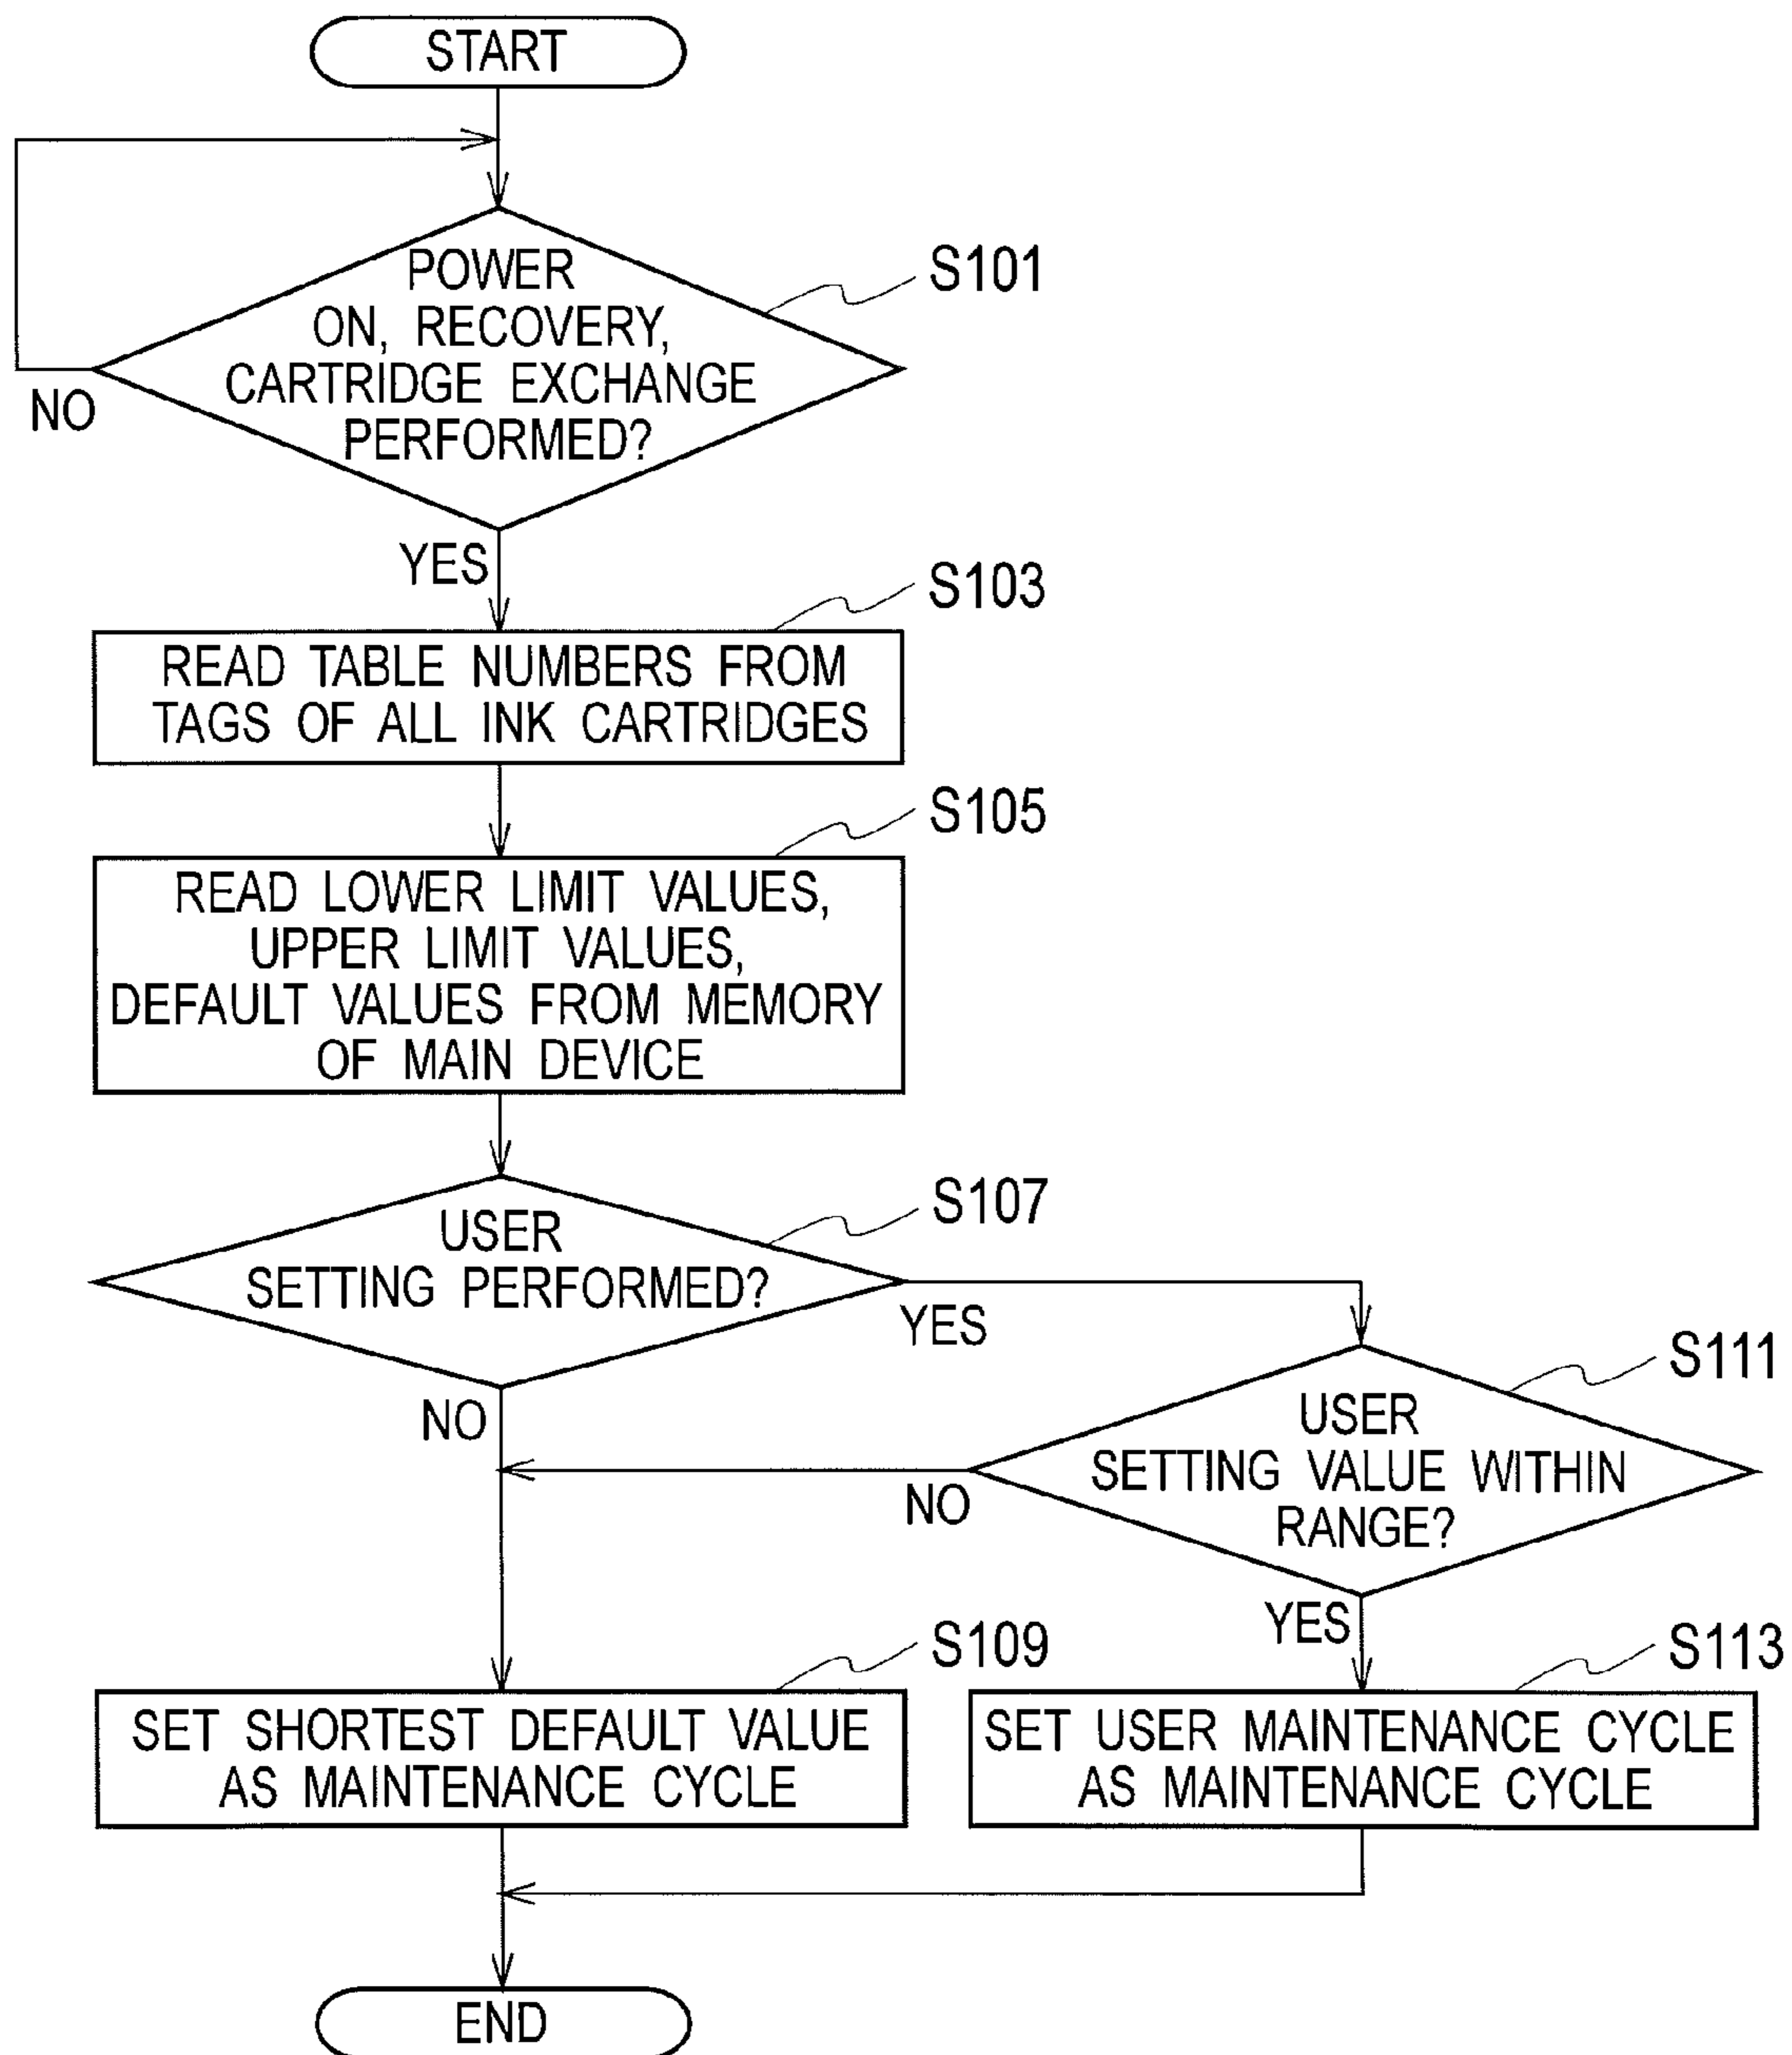 START
POWER
ON, RECOVERY,
CARTRIDGE EXCHANGE
PERFORMED?
S101
NO
YES
S103
READ TABLE NUMBERS FROM
TAGS OF ALL INK CARTRIDGES
S105
READ LOWER LIMIT VALUES,
UPPER LIMIT VALUES,
DEFAULT VALUES FROM MEMORY
OF MAIN DEVICE
S107
USER
SETTING PERFORMED?
YES
NO
S111
USER
SETTING VALUE WITHIN
RANGE?
NO
YES
S109
SET SHORTEST DEFAULT VALUE
AS MAINTENANCE CYCLE
S113
SET USER MAINTENANCE CYCLE
AS MAINTENANCE CYCLE
END